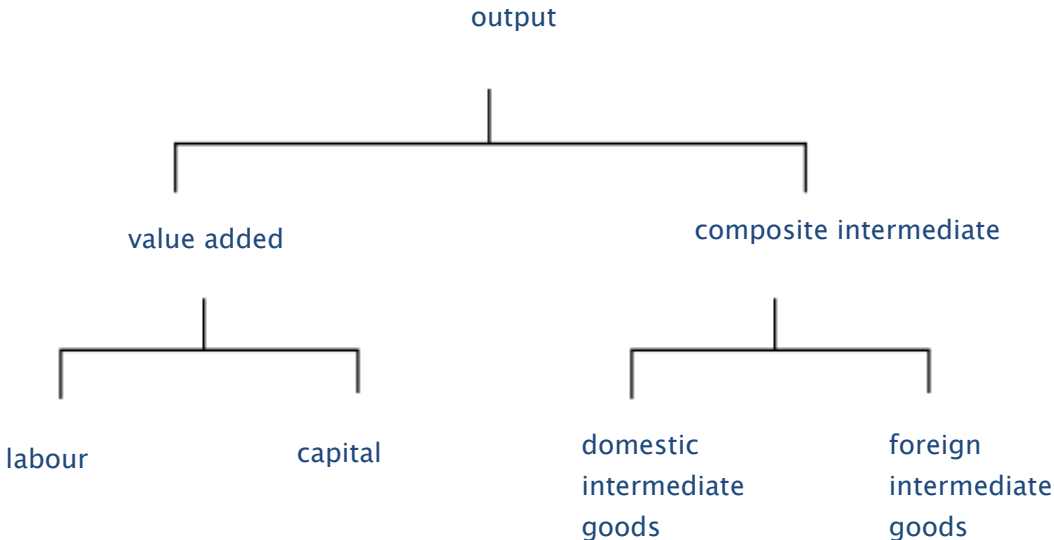 output
value added
composite intermediate
labour
capital
domestic
intermediate
goods
foreign
intermediate
goods